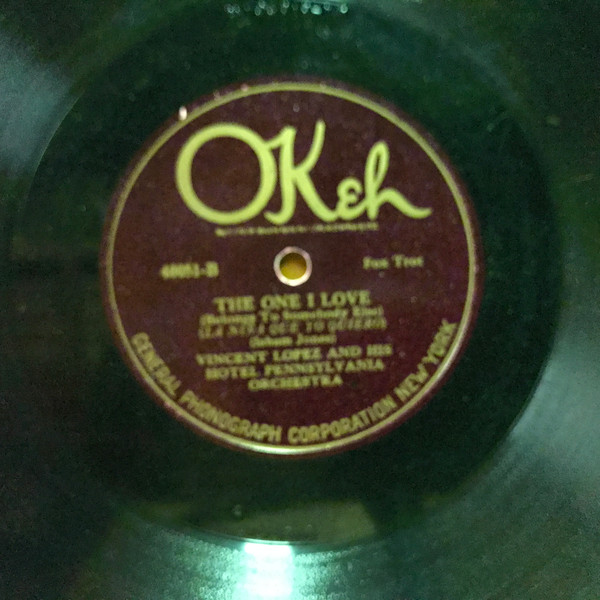 OKeh
40051-B
Fox Trot
THE ONE I LOVE
(Belongs To Somebody Else)
(LA NIÑA QUE YO QUIERO)
(Isham Jones)
VINCENT LOPEZ AND HIS
HOTEL PENNSYLVANIA
ORCHESTRA
GENERAL PHONOGRAPH CORPORATION NEW YORK